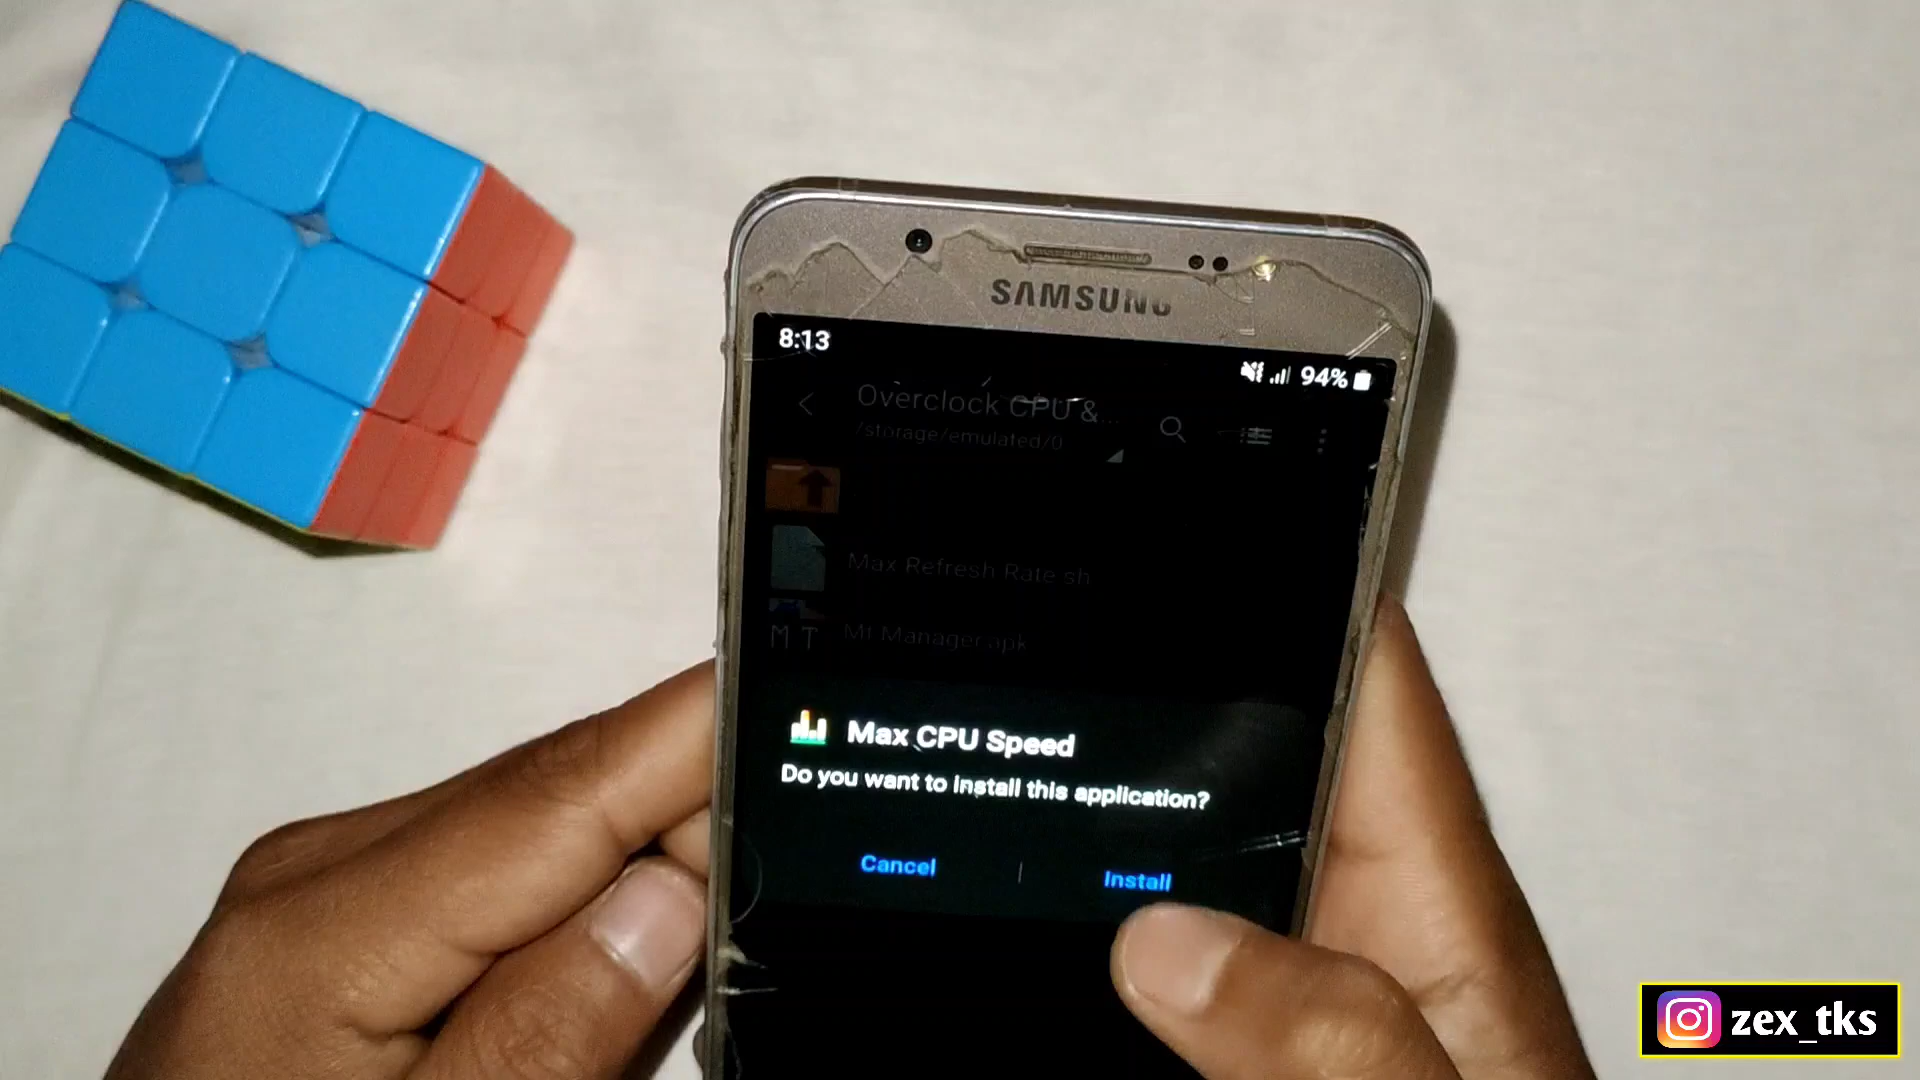 SAMSUNG
8:13
94%
Overclock CPU &...
/storage/emulated/0
Max Refresh Rate sh
M T
Mt Manager.apk
Max CPU Speed
Do you want to install this application?
Cancel
Install
zex_tks